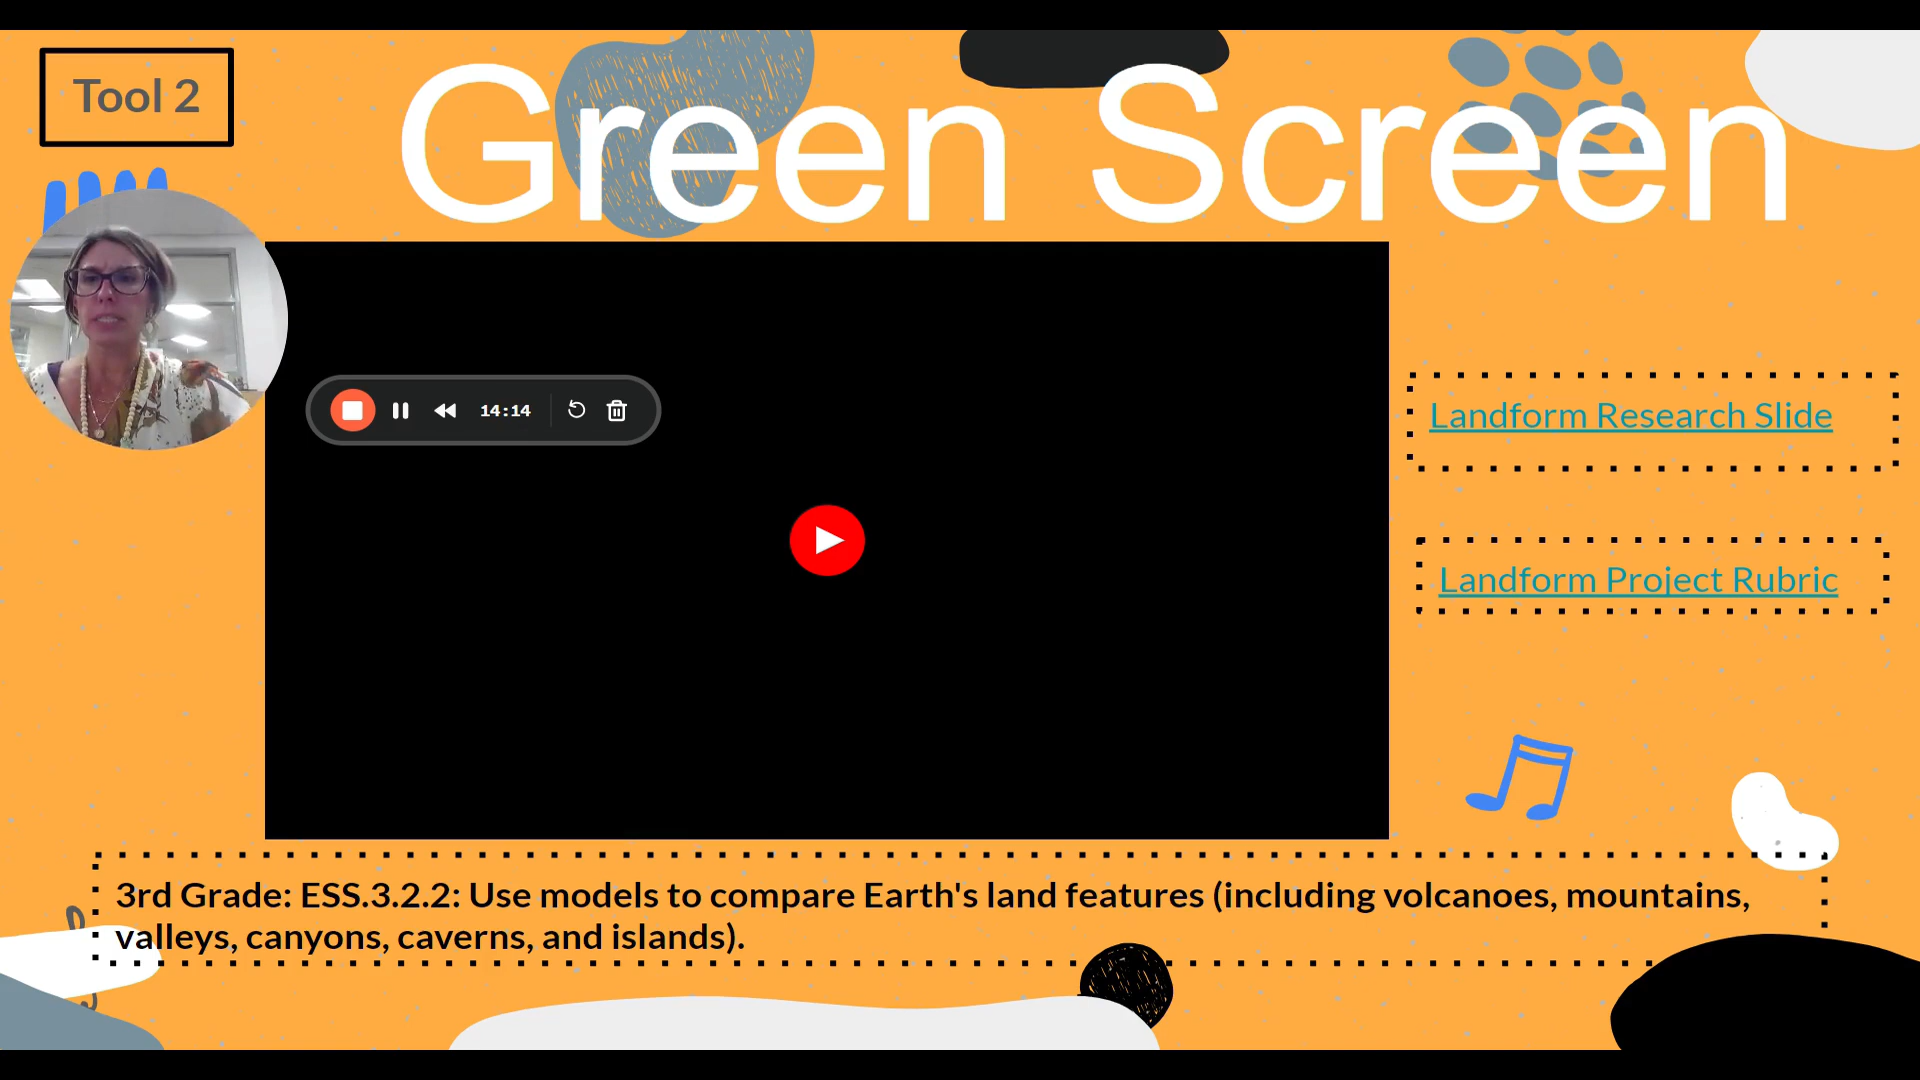 Tool 2
Green Screen
14:14
Landform Research Slide
Landform Project Rubric
3rd Grade: ESS.3.2.2: Use models to compare Earth's land features (including volcanoes, mountains,
valleys, canyons, caverns, and islands).